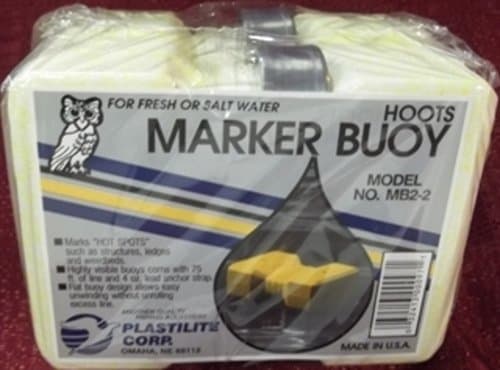 FOR FRESH OR SALT WATER
HOOTS
MARKER BUOY
MODEL
NO. MB2-2
Marks "HOT SPOTS"
such as structures, ledges
and weedbeds.
Highly visible buoys come with 75
ft. of line and 4 oz. lead anchor strap.
Flat buoy design allows easy
unwinding without unrolling
excess line.
PLASTILITE
CORP.
OMAHA, NE 68112
MADE IN U.S.A.